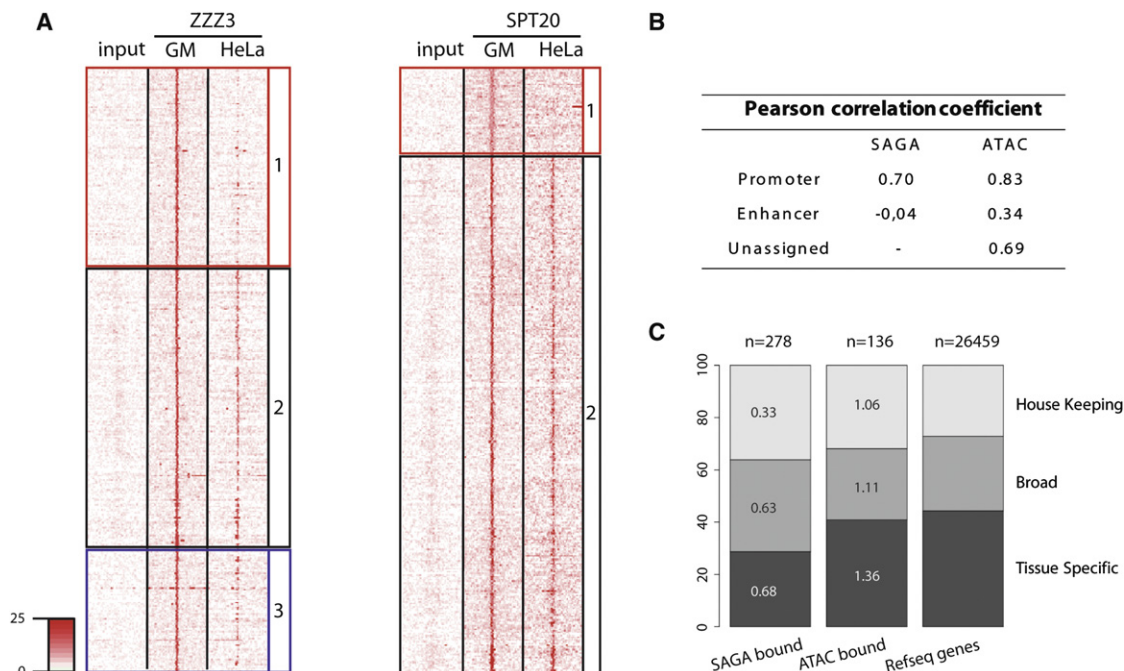 A
ZZZ3
input GM HeLa
1
2
3
25
0
SPT20
input GM HeLa
1
2
B
Pearson correlation coefficient
SAGA ATAC
Promoter 0.70 0.83
Enhancer -0,04 0.34
Unassigned - 0.69
C
n=278 n=136 n=26459
100
80
60
40
20
0
0.33 1.06 House Keeping
0.63 1.11 Broad
0.68 1.36 Tissue Specific
SAGA bound ATAC bound Refseq genes